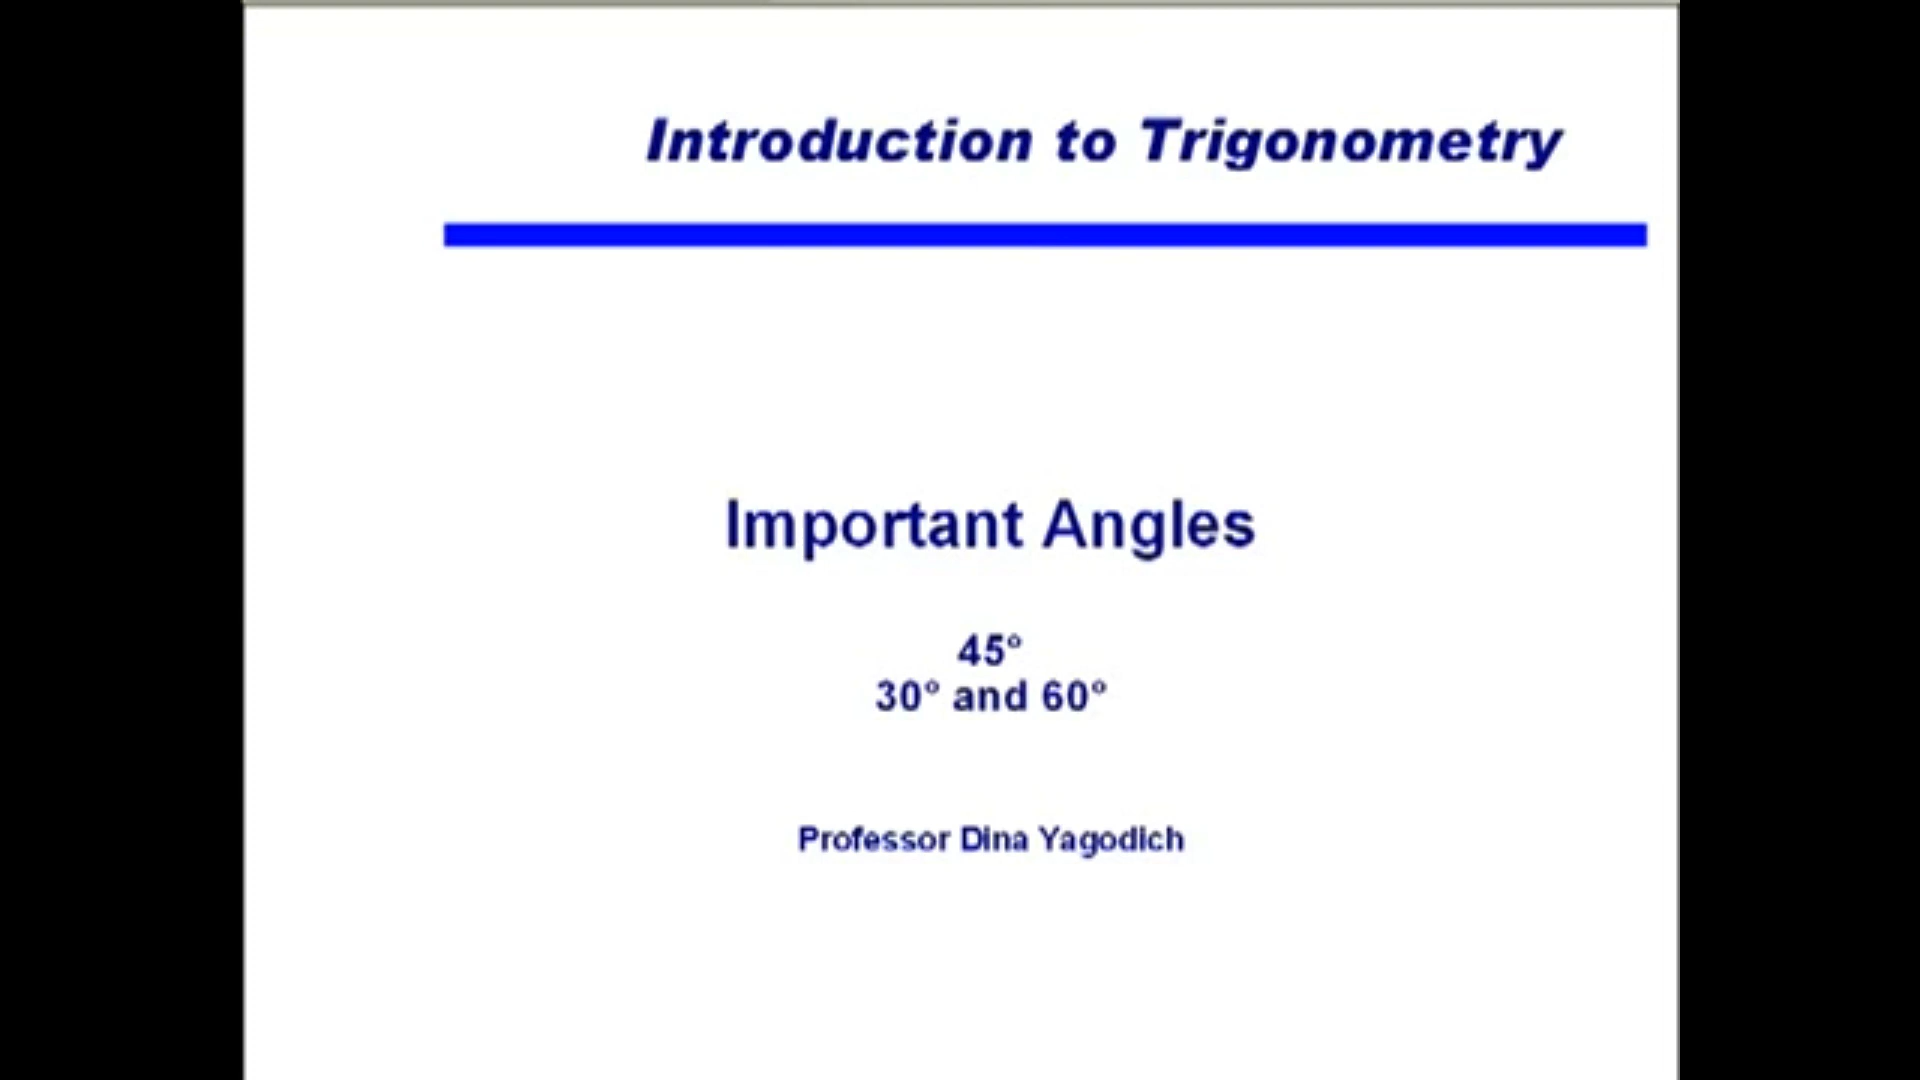 Introduction to Trigonometry
Important Angles
45°
30° and 60°
Professor Dina Yagodich